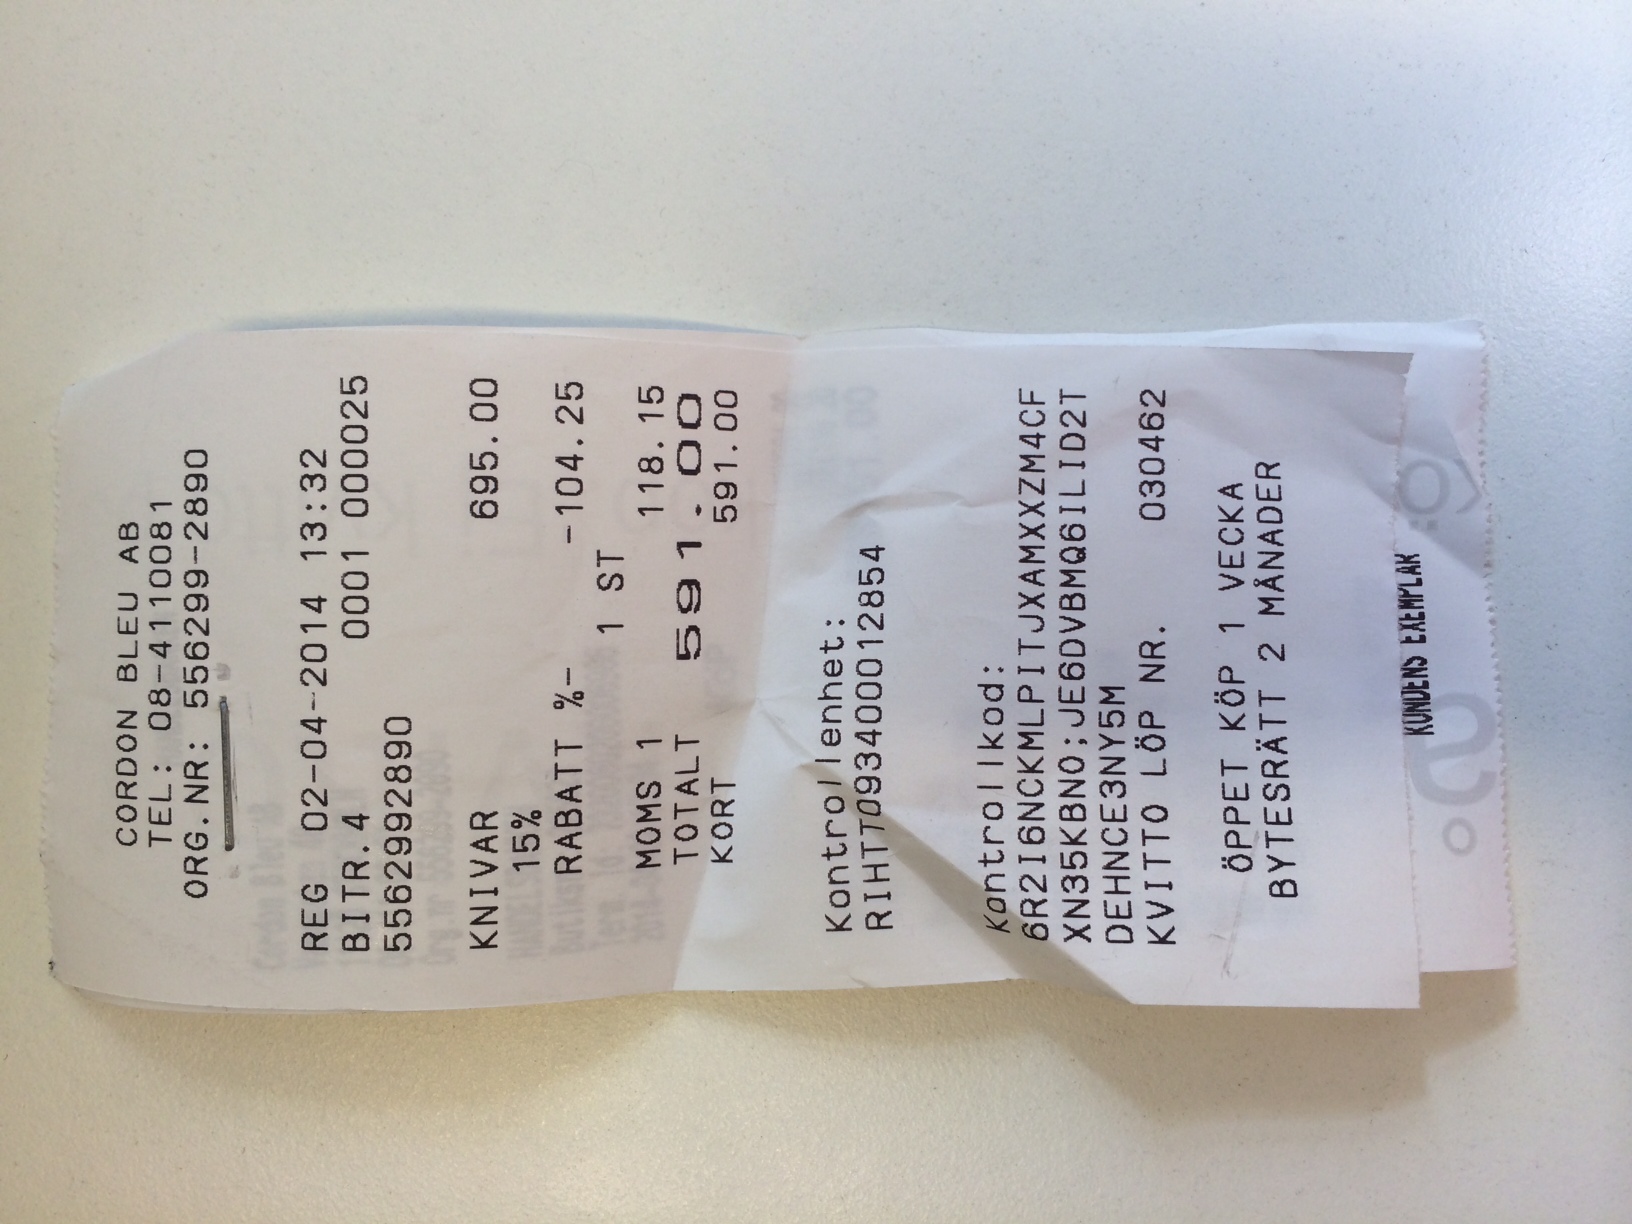 CORDON BLEU AB
TEL: 08-4110081
ORG.NR: 556299-2890
REG 02-04-2014 13:32
BITR.4 0001 000025
5562992890
KNIVAR 695.00
15%
RABATT %- -104.25
1 ST
MOMS 1 118.15
TOTALT 591.00
KORT 591.00
Kontrollenhet:
RIHTT093400012854
Kontrollkod:
6R2I6NCKMLPITJXAMXXZM4CF
XN35KBNO;JE6DVBMQ6ILID2T
DEHNCE3NY5M
KVITTO LÖP NR. 030462
ÖPPET KÖP 1 VECKA
BYTESRÄTT 2 MÅNADER
KUNDENS EXEMPLAR